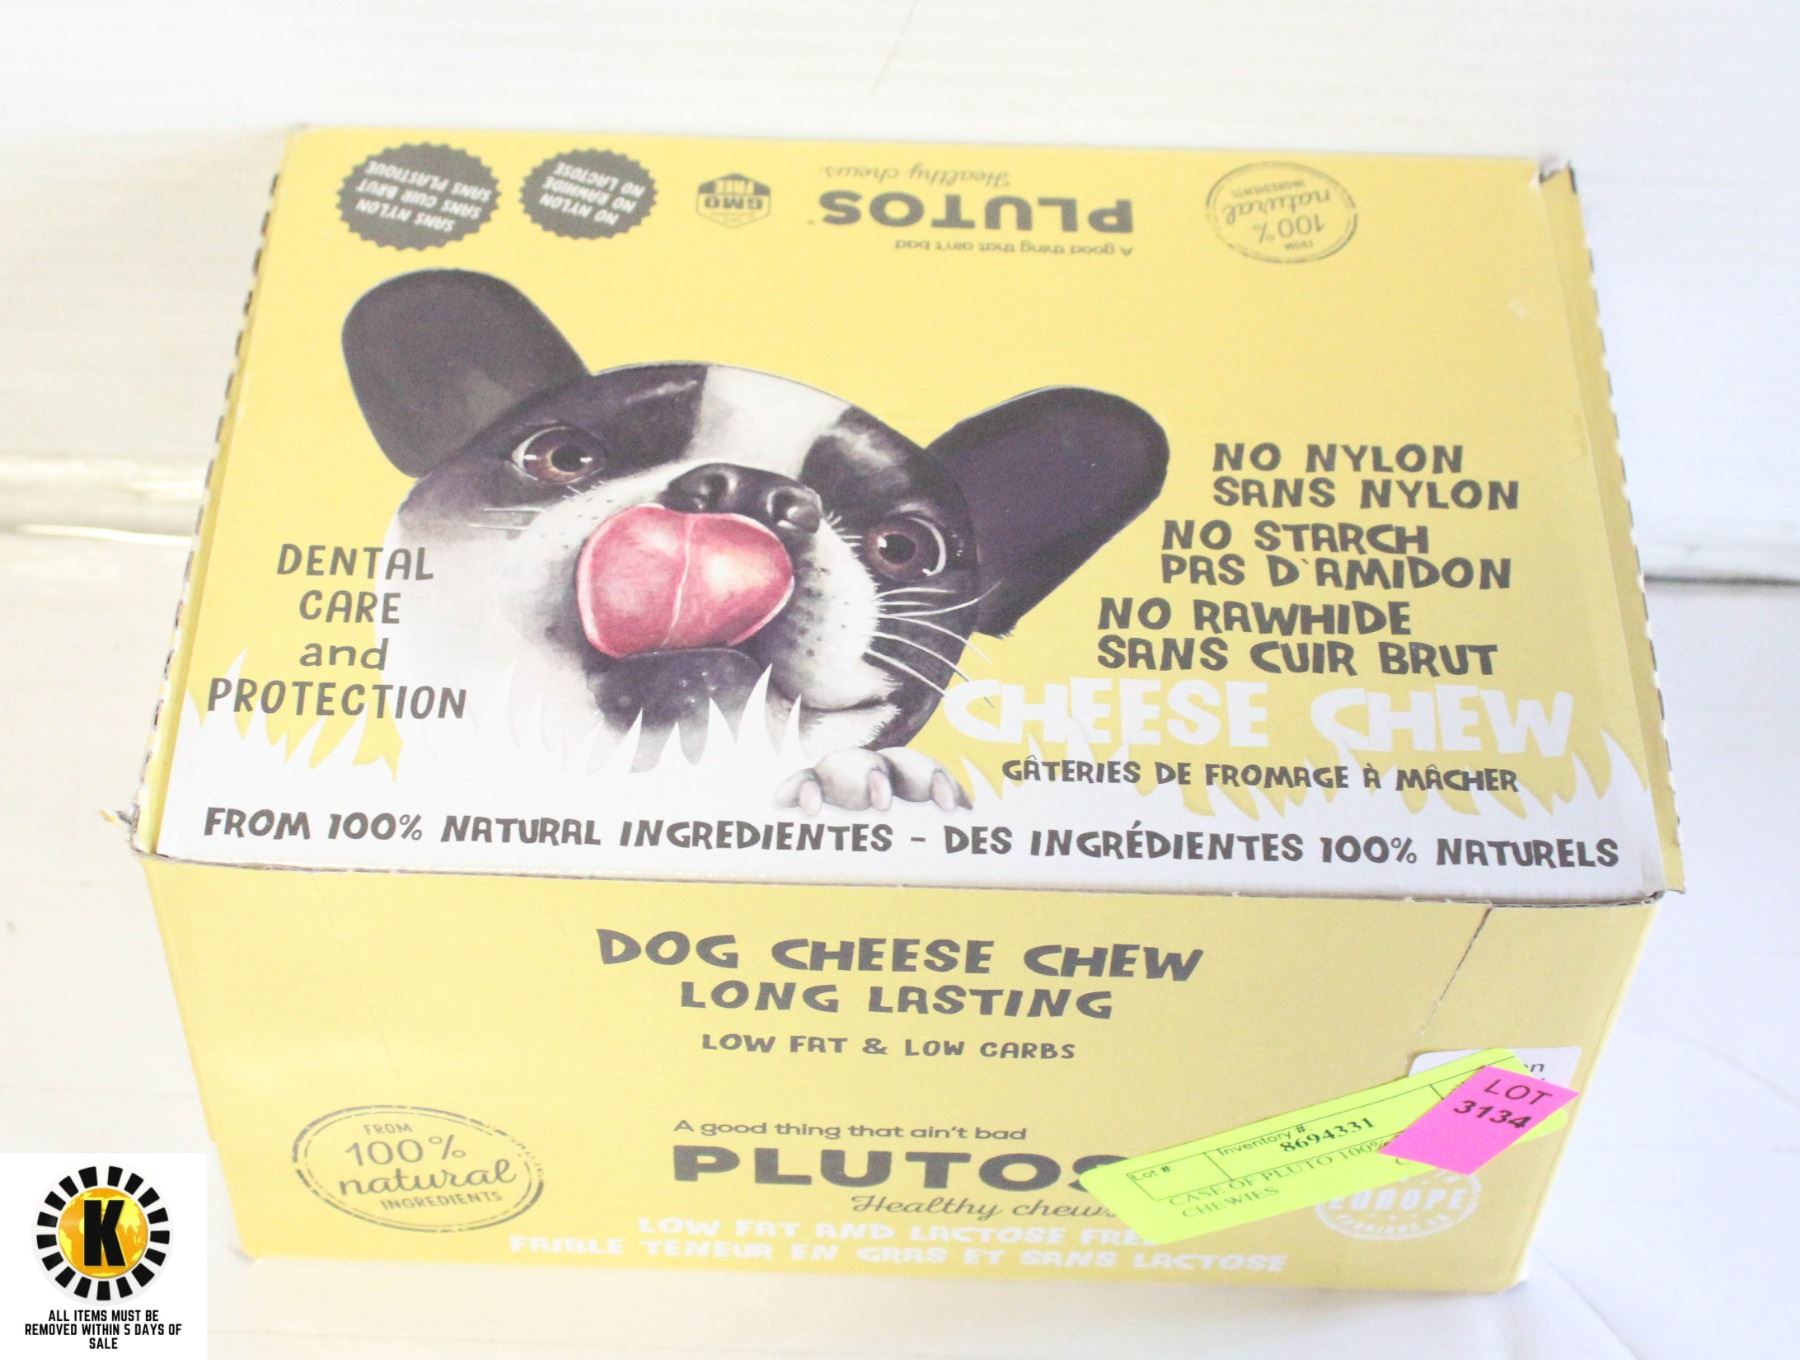 SANS NYLON
SANS CUIR BRUT
SANS PLASTIQUE
NO NYLON
NO RAWHIDE
NO LACTOSE
GMO
FREE
A good thing that ain't bad
PLUTOS
Healthy chews
FROM
100%
natural
INGREDIENTS
DENTAL
CARE
and
PROTECTION
NO NYLON
SANS NYLON
NO STARCH
PAS D'AMIDON
NO RAWHIDE
SANS CUIR BRUT
CHEESE CHEW
GÂTERIES DE FROMAGE À MÂCHER
FROM 100% NATURAL INGREDIENTES - DES INGRÉDIENTES 100% NATURELS
DOG CHEESE CHEW
LONG LASTING
LOW FAT & LOW CARBS
FROM
100%
natural
INGREDIENTS
A good thing that ain't bad
PLUTOS
Healthy chews
LOW FAT AND LACTOSE FREE
FAIBLE TENEUR EN GRAS ET SANS LACTOSE
LOT
3134
Lot #
Inventory #
8694331
CASE OF PLUTO 100%
CHEWIES
EUROPE
K
ALL ITEMS MUST BE
REMOVED WITHIN 5 DAYS OF
SALE